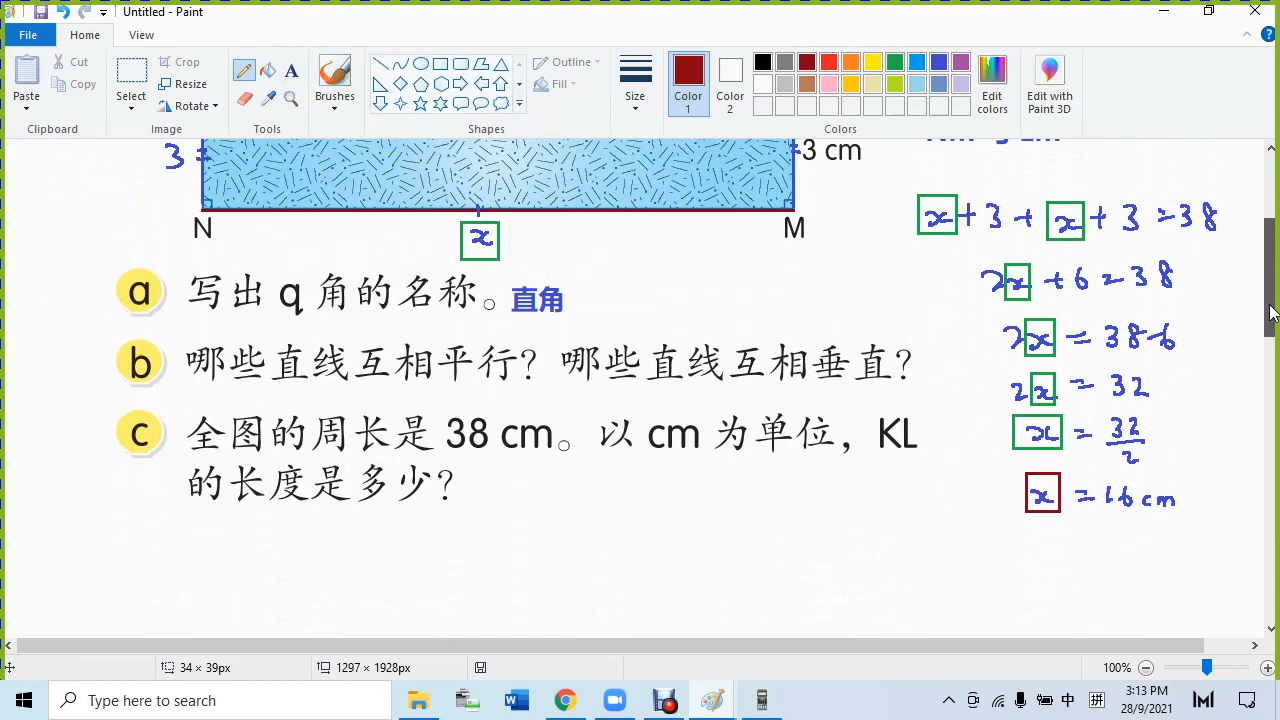 Untitled - Paint
File
Home
View
Paste
Cut
Copy
Clipboard
Select
Crop
Resize
Rotate
Image
A
Tools
Brushes
Outline
Fill
Shapes
Size
Color 1
Color 2
Edit colors
Edit with Paint 3D
Colors
3
3 cm
N
x
M
x + 3 + x + 3 = 38
2x + 6 = 38
2x = 38-6
2x = 32
x = 32/2
x = 16 cm
a 写出 q 角的名称。直角
b 哪些直线互相平行？哪些直线互相垂直？
c 全图的周长是 38 cm。以 cm 为单位，KL
的长度是多少？
34 × 39px
1297 × 1928px
100%
Type here to search
中
拼
3:13 PM
28/9/2021